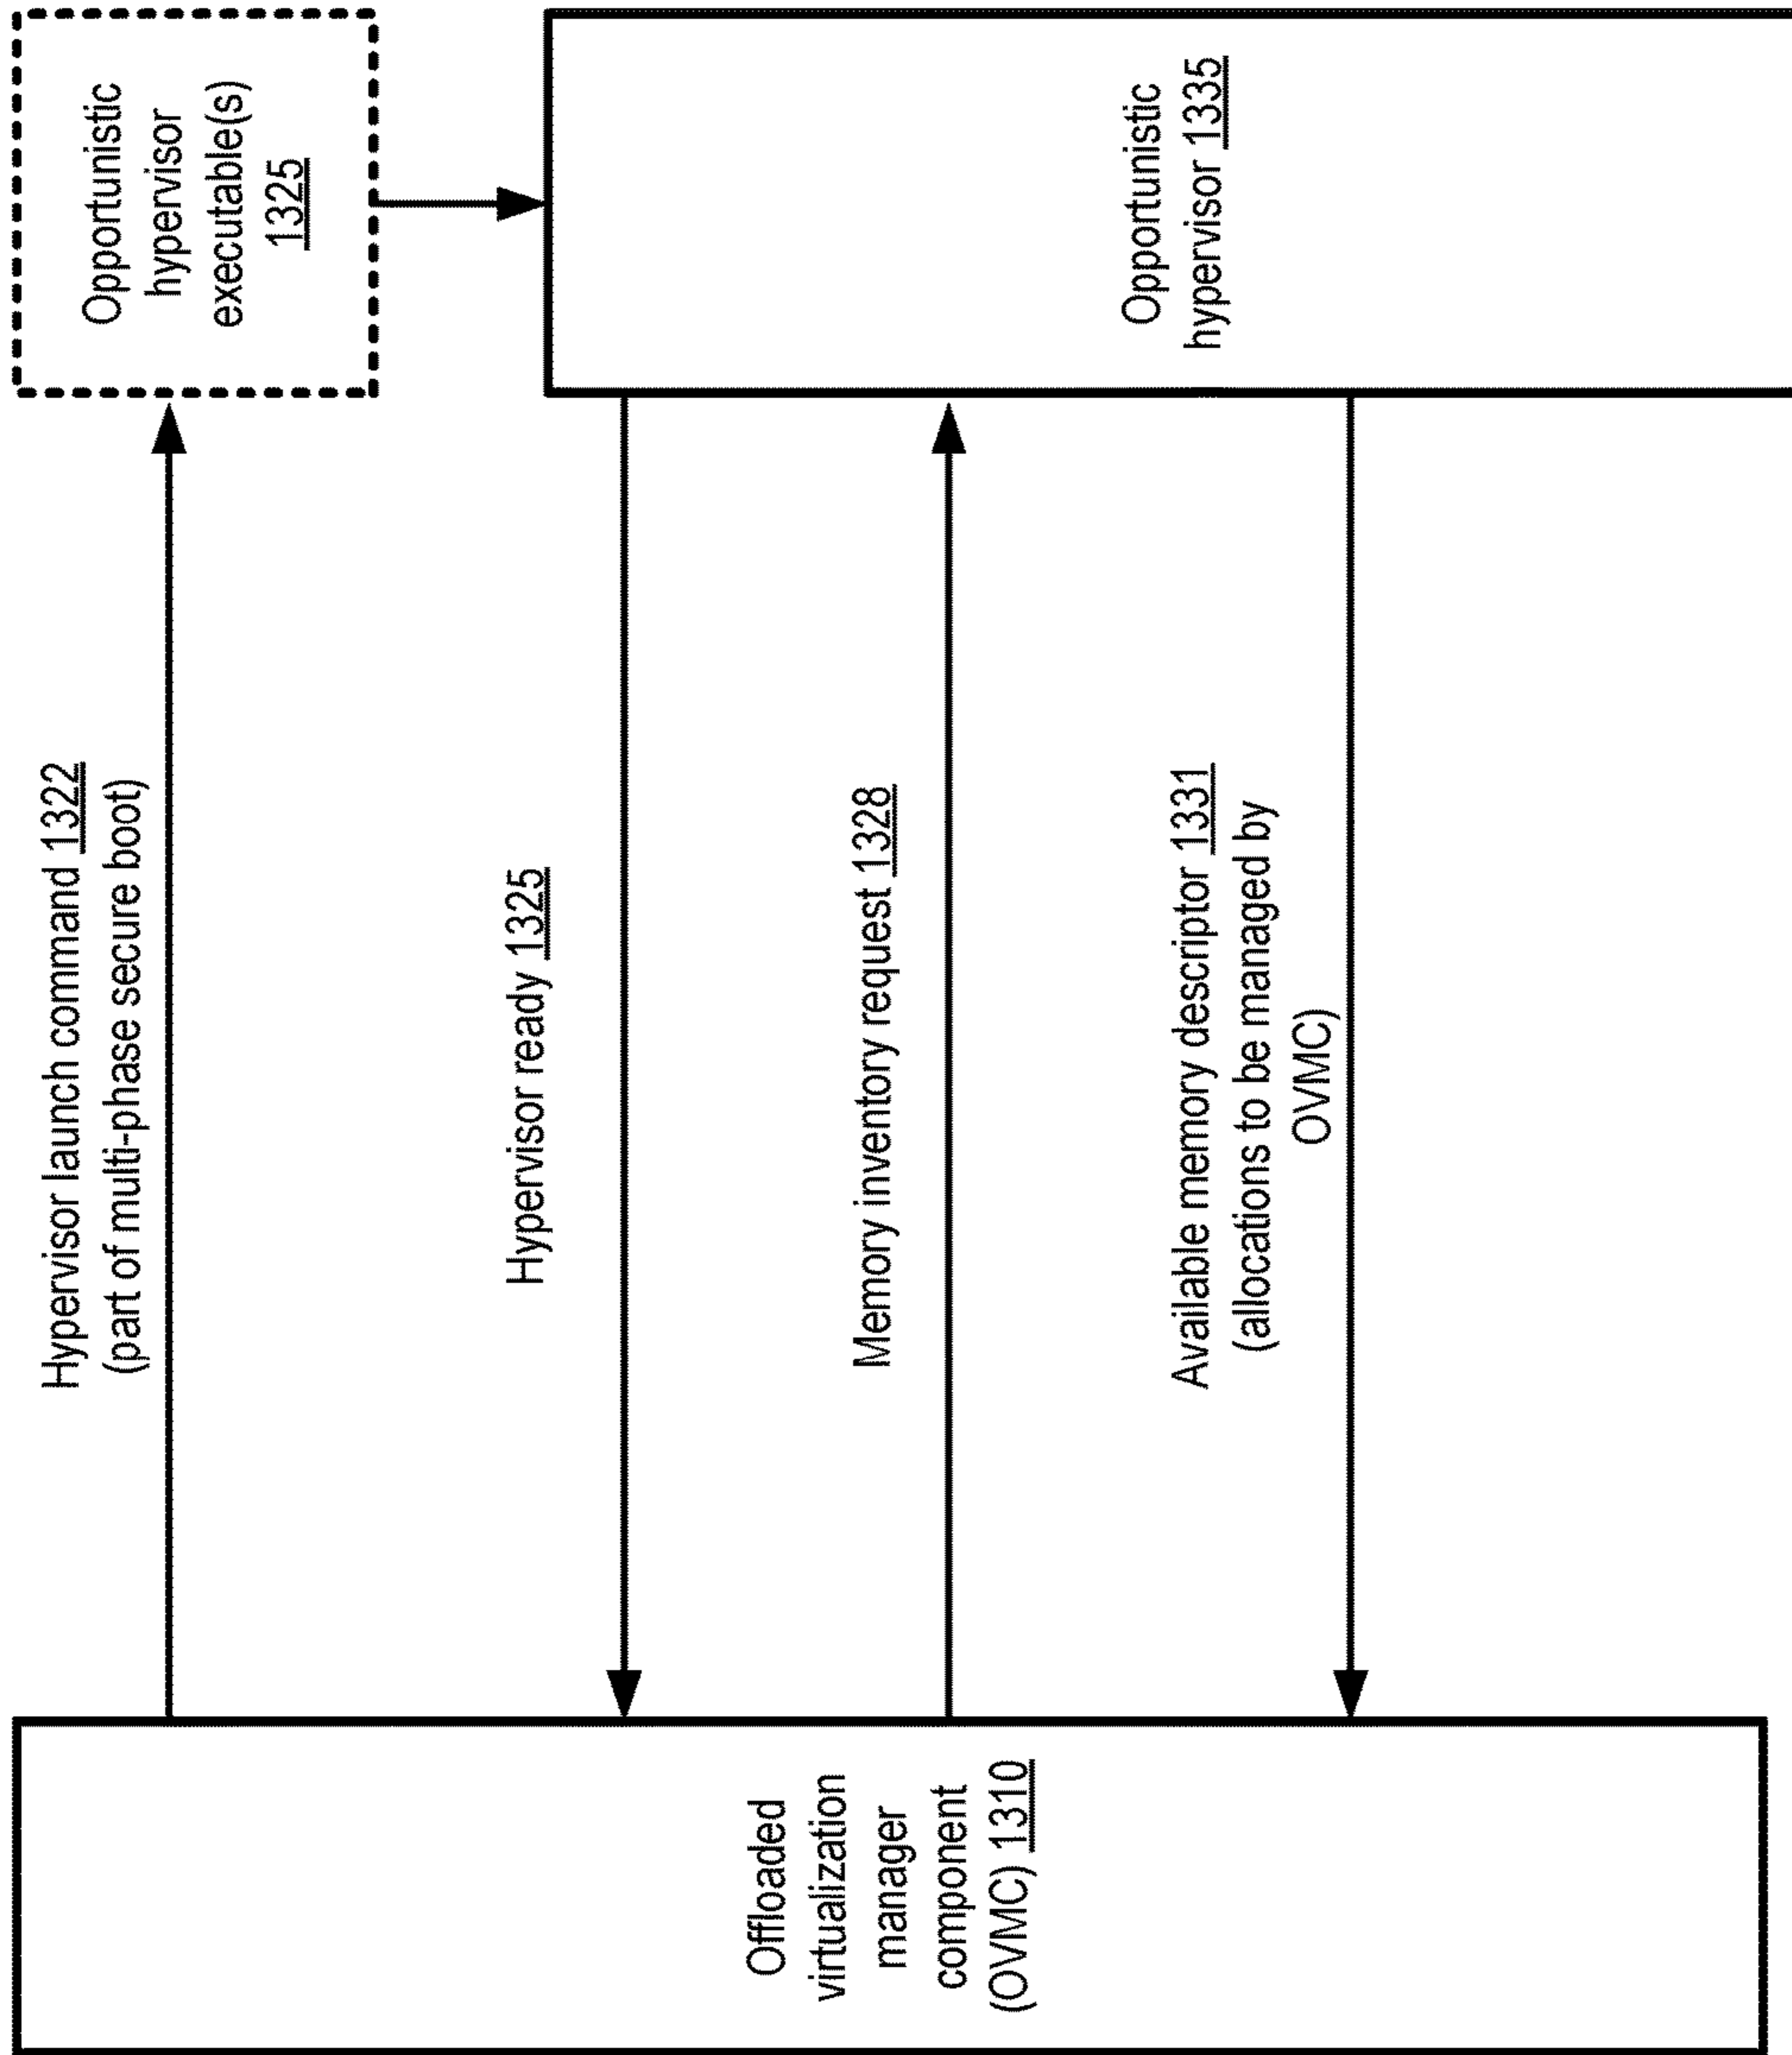 Offloaded
virtualization
manager
component
(OVMC) 1310
Hypervisor launch command 1322
(part of multi-phase secure boot)
Opportunistic
hypervisor
executable(s)
1325
Hypervisor ready 1325
Memory inventory request 1328
Available memory descriptor 1331
(allocations to be managed by
OVMC)
Opportunistic
hypervisor 1335